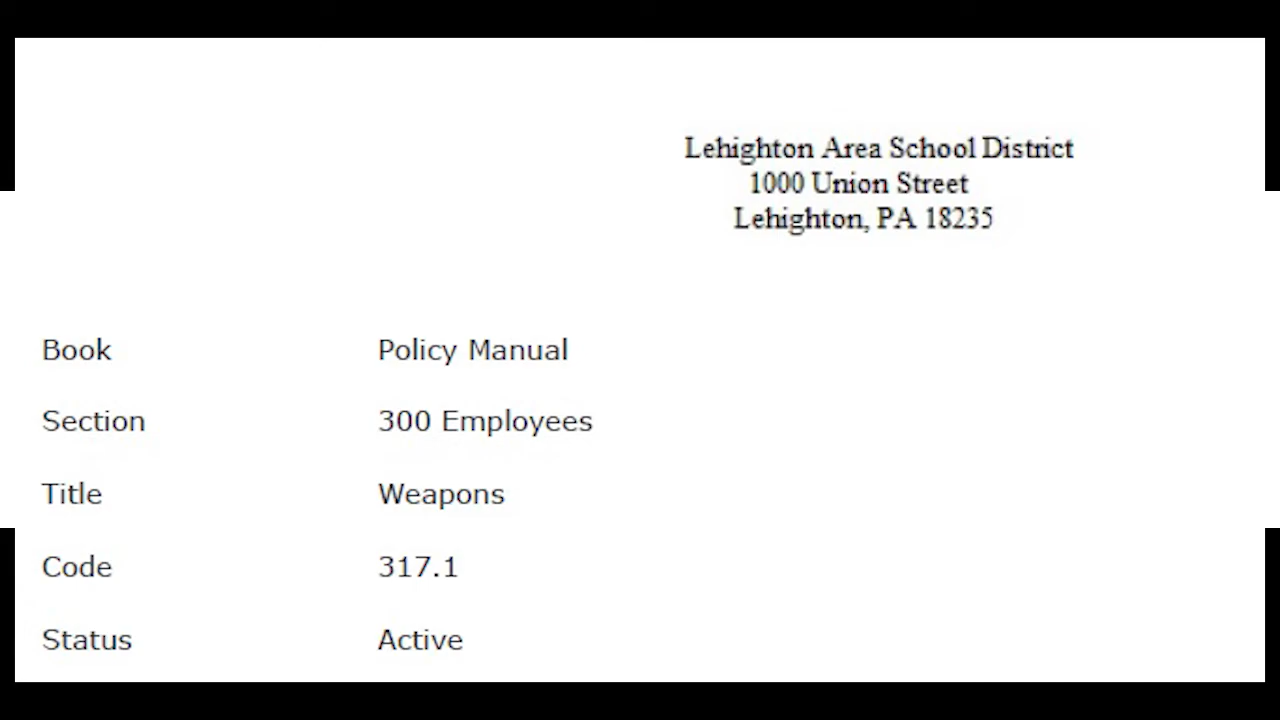 Lehighton Area School District
1000 Union Street
Lehighton, PA 18235
Book Policy Manual
Section 300 Employees
Title Weapons
Code 317.1
Status Active